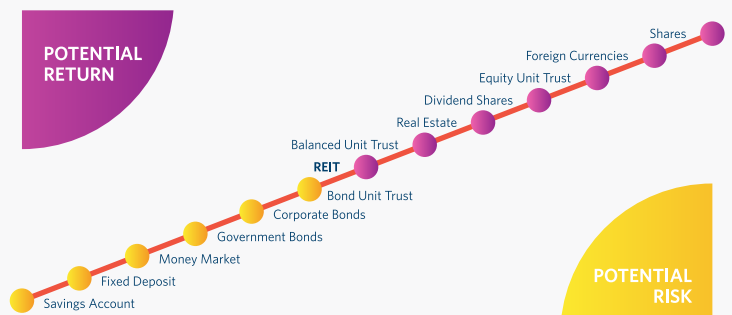 POTENTIAL
RETURN
Shares
Foreign Currencies
Equity Unit Trust
Dividend Shares
Real Estate
Balanced Unit Trust
REIT
Bond Unit Trust
Corporate Bonds
Government Bonds
Money Market
Fixed Deposit
Savings Account
POTENTIAL
RISK